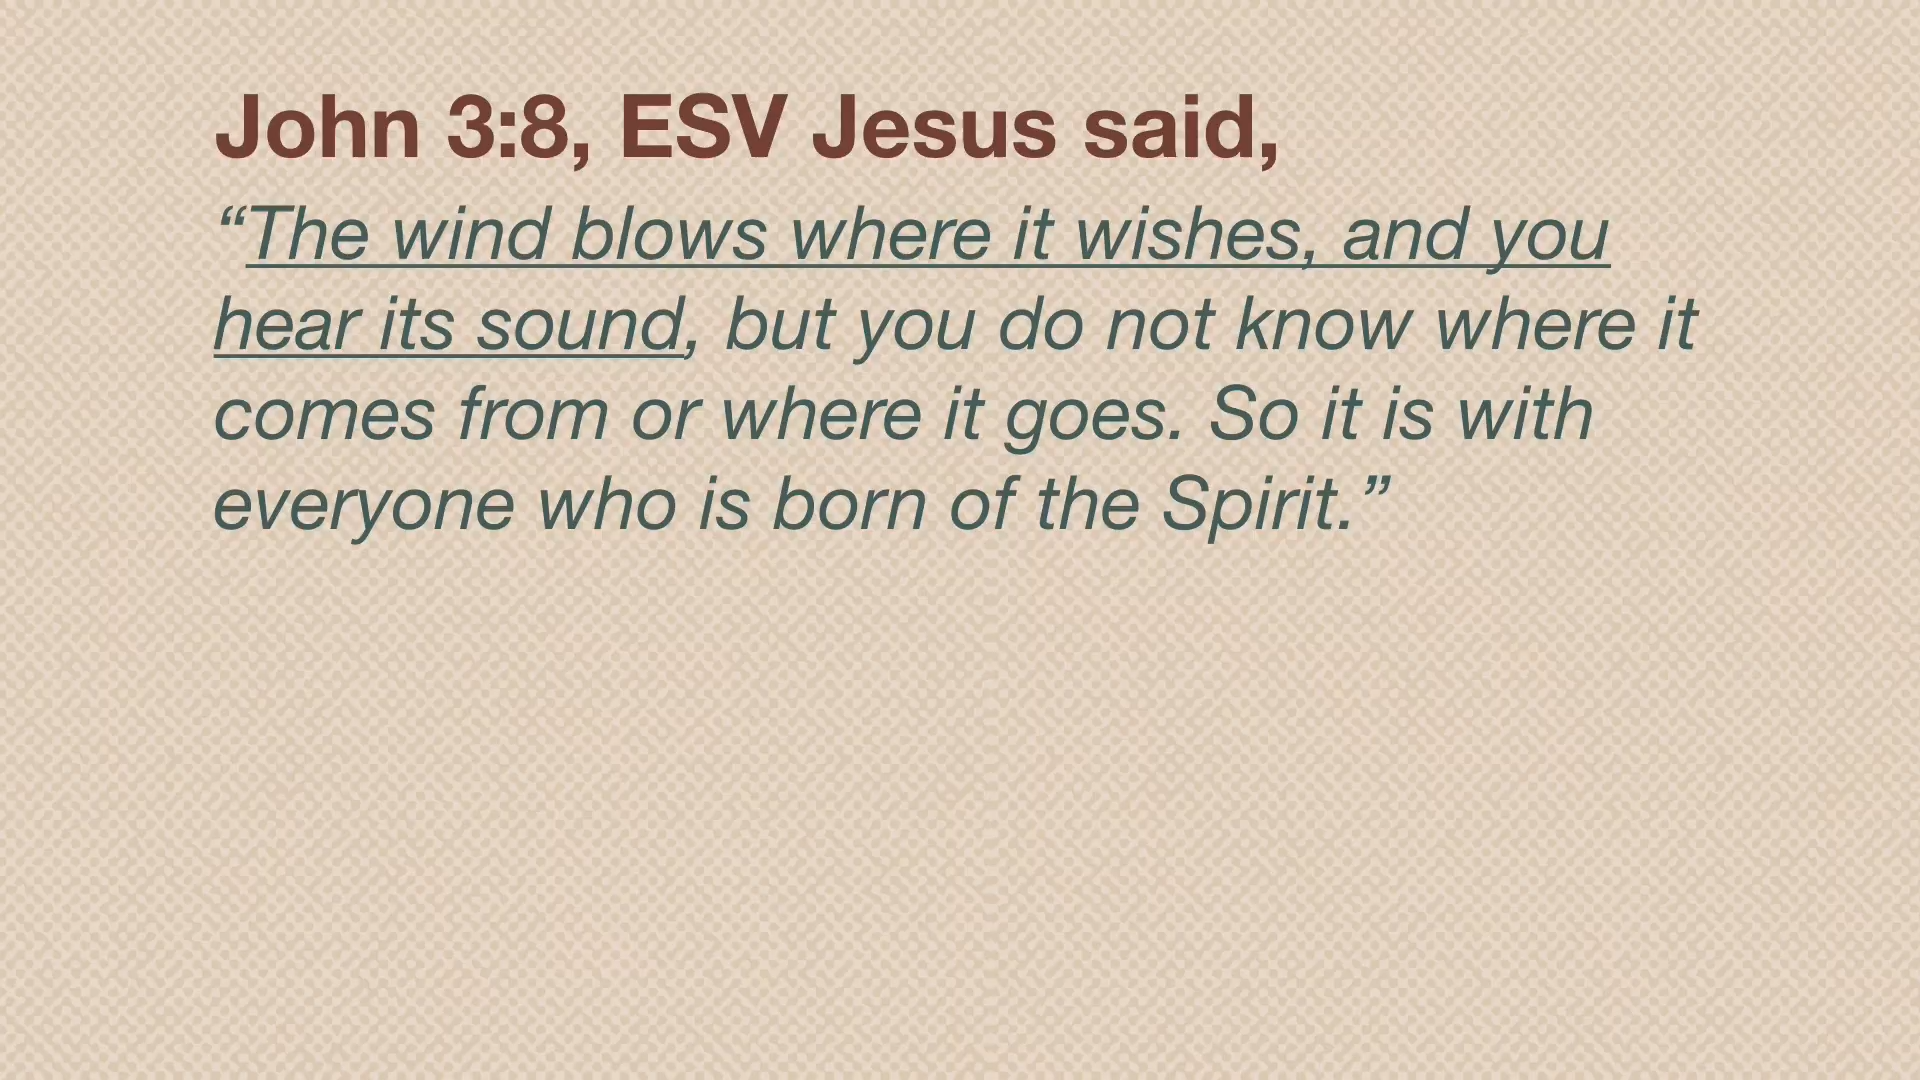 John 3:8, ESV Jesus said,
“The wind blows where it wishes, and you
hear its sound, but you do not know where it
comes from or where it goes. So it is with
everyone who is born of the Spirit.”